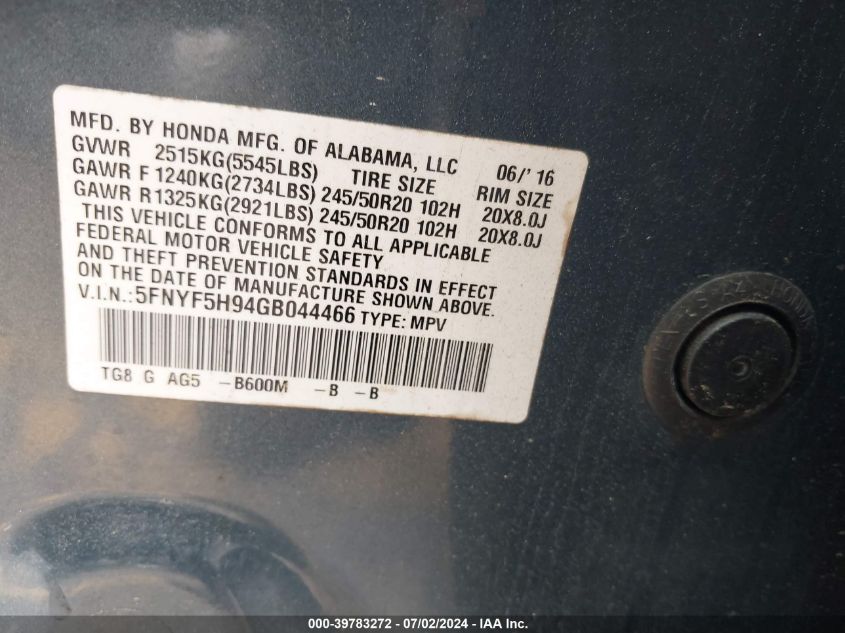 MFD. BY HONDA MFG. OF ALABAMA, LLC 06/'16
GVWR 2515KG(5545LBS) TIRE SIZE RIM SIZE
GAWR F 1240KG(2734LBS) 245/50R20 102H 20X8.0J
GAWR R 1325KG(2921LBS) 245/50R20 102H 20X8.0J
THIS VEHICLE CONFORMS TO ALL APPLICABLE
FEDERAL MOTOR VEHICLE SAFETY
AND THEFT PREVENTION STANDARDS IN EFFECT
ON THE DATE OF MANUFACTURE SHOWN ABOVE.
V.I.N.:5FNYF5H94GB044466 TYPE: MPV
TG8 G AG5 -B600M -B -B
HONDA
000-39783272 - 07/02/2024 - IAA Inc.